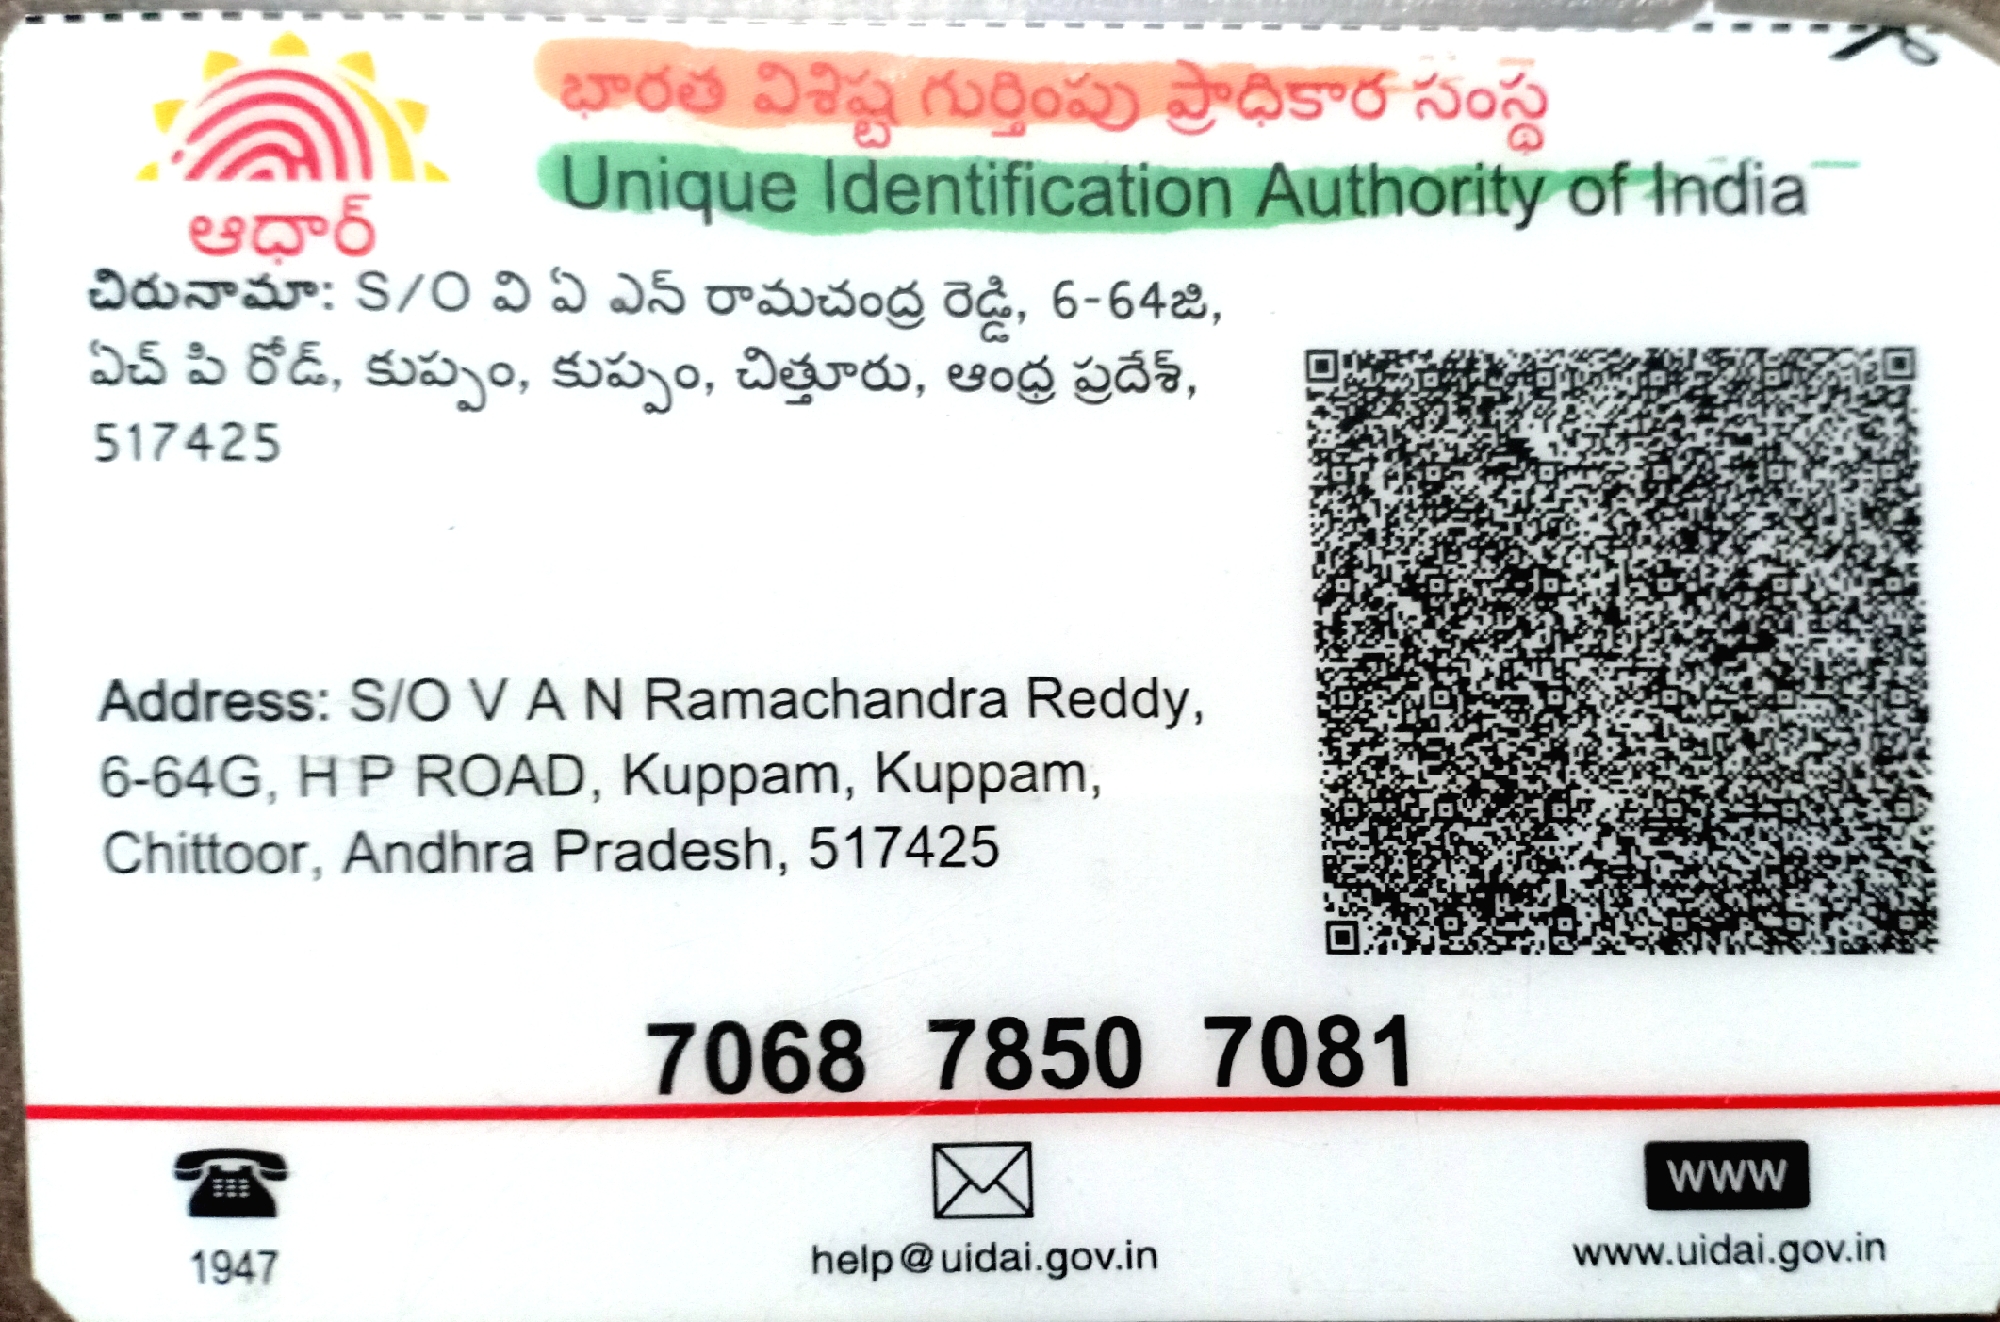 భారత విశిష్ట గుర్తింపు ప్రాధికార సంస్థ
Unique Identification Authority of India
ఆధార్
చిరునామా: S/O వి ఏ ఎన్ రామచంద్ర రెడ్డి, 6-64జి,
ఏచ్ పి రోడ్, కుప్పం, కుప్పం, చిత్తూరు, ఆంధ్ర ప్రదేశ్,
517425
Address: S/O V A N Ramachandra Reddy,
6-64G, H P ROAD, Kuppam, Kuppam,
Chittoor, Andhra Pradesh, 517425
7068 7850 7081
WWW
1947
help@uidai.gov.in
www.uidai.gov.in